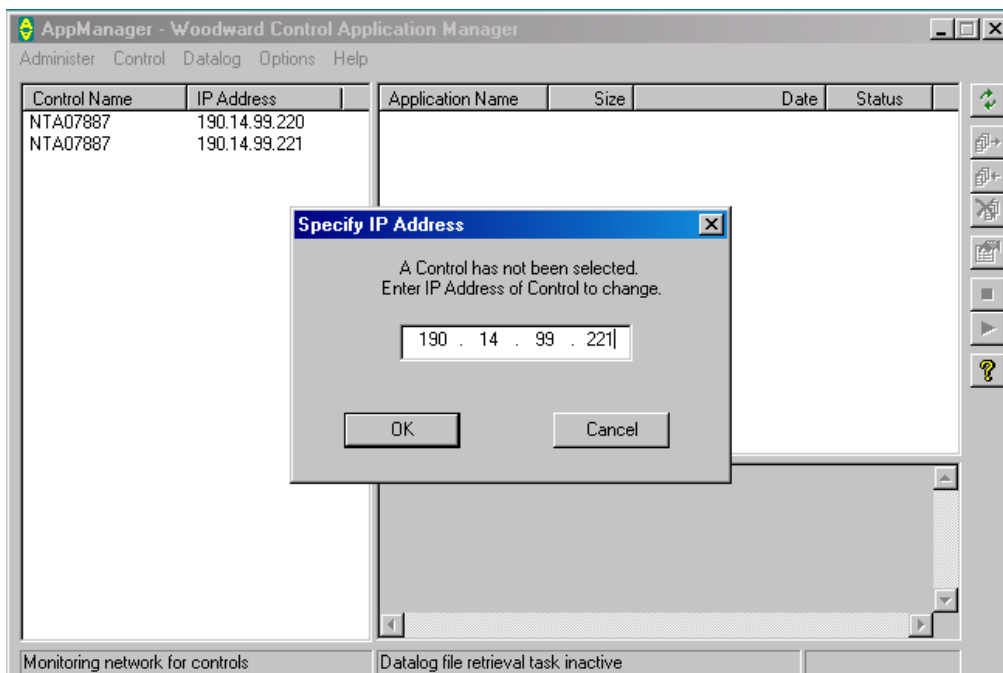 AppManager - Woodward Control Application Manager
Administer Control Datalog Options Help
Control Name IP Address Application Name Size Date Status
NTA07887 190.14.99.220
NTA07887 190.14.99.221
Specify IP Address
A Control has not been selected.
Enter IP Address of Control to change.
190 . 14 . 99 . 221
OK Cancel
Monitoring network for controls Datalog file retrieval task inactive